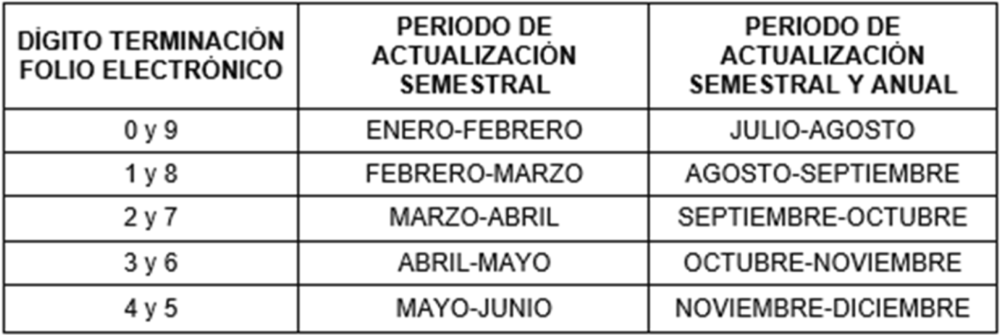 DÍGITO TERMINACIÓN
FOLIO ELECTRÓNICO
PERIODO DE
ACTUALIZACIÓN
SEMESTRAL
PERIODO DE
ACTUALIZACIÓN
SEMESTRAL Y ANUAL
0 y 9
ENERO-FEBRERO
JULIO-AGOSTO
1 y 8
FEBRERO-MARZO
AGOSTO-SEPTIEMBRE
2 y 7
MARZO-ABRIL
SEPTIEMBRE-OCTUBRE
3 y 6
ABRIL-MAYO
OCTUBRE-NOVIEMBRE
4 y 5
MAYO-JUNIO
NOVIEMBRE-DICIEMBRE